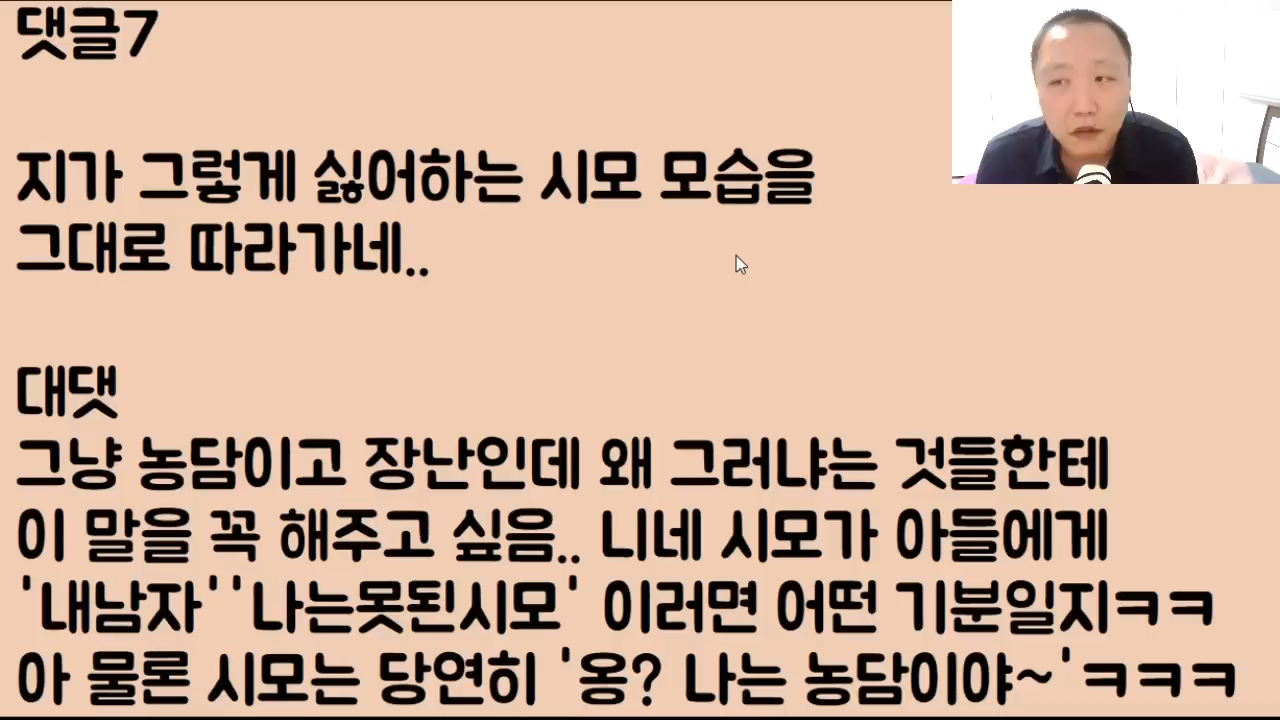 댓글7
지가 그렇게 싫어하는 시모 모습을
그대로 따라가네..
대댓
그냥 농담이고 장난인데 왜 그러냐는 것들한테
이 말을 꼭 해주고 싶음.. 니네 시모가 아들에게
'내남자''나는못된시모' 이러면 어떤 기분일지ㅋㅋ
아 물론 시모는 당연히 '옹? 나는 농담이야~'ㅋㅋㅋ